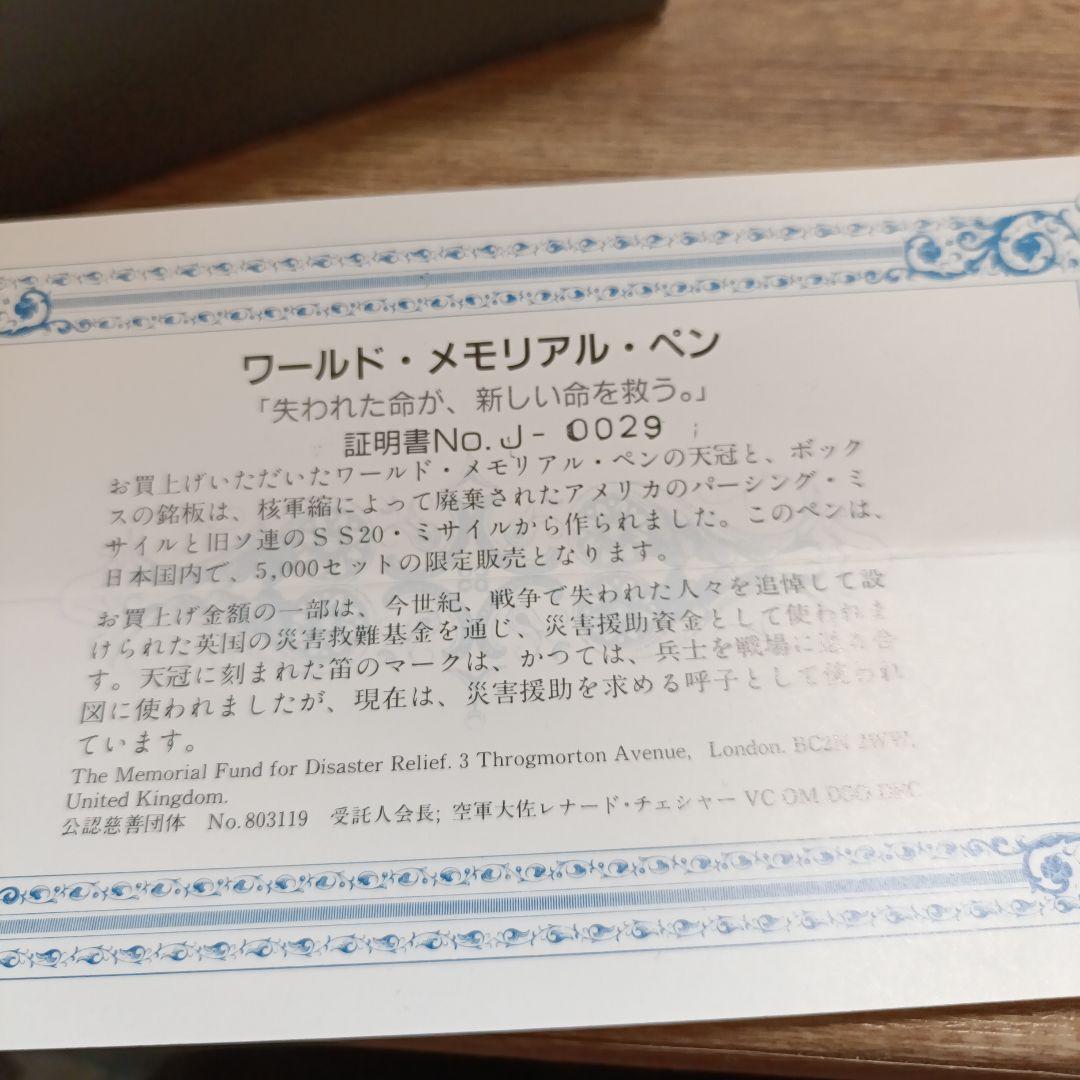 ワールド・メモリアル・ペン
「失われた命が、新しい命を救う。」
証明書No.J-0029
お買上げいただいたワールド・メモリアル・ペンの天冠と、ボック
スの銘板は、核軍縮によって廃棄されたアメリカのパーシング・ミ
サイルと旧ソ連のSS20・ミサイルから作られました。このペンは、
日本国内で、5,000セットの限定販売となります。
お買上げ金額の一部は、今世紀、戦争で失われた人々を追悼して設
けられた英国の災害救難基金を通じ、災害援助資金として使われま
す。天冠に刻まれた笛のマークは、かつては、兵士を戦場に送る合
図に使われましたが、現在は、災害援助を求める呼子として使われ
ています。
The Memorial Fund for Disaster Relief. 3 Throgmorton Avenue, London. BC2N 2WW,
United Kingdom.
公認慈善団体 No.803119 受託人会長; 空軍大佐レナード・チェシャー VC OM DSO DFC